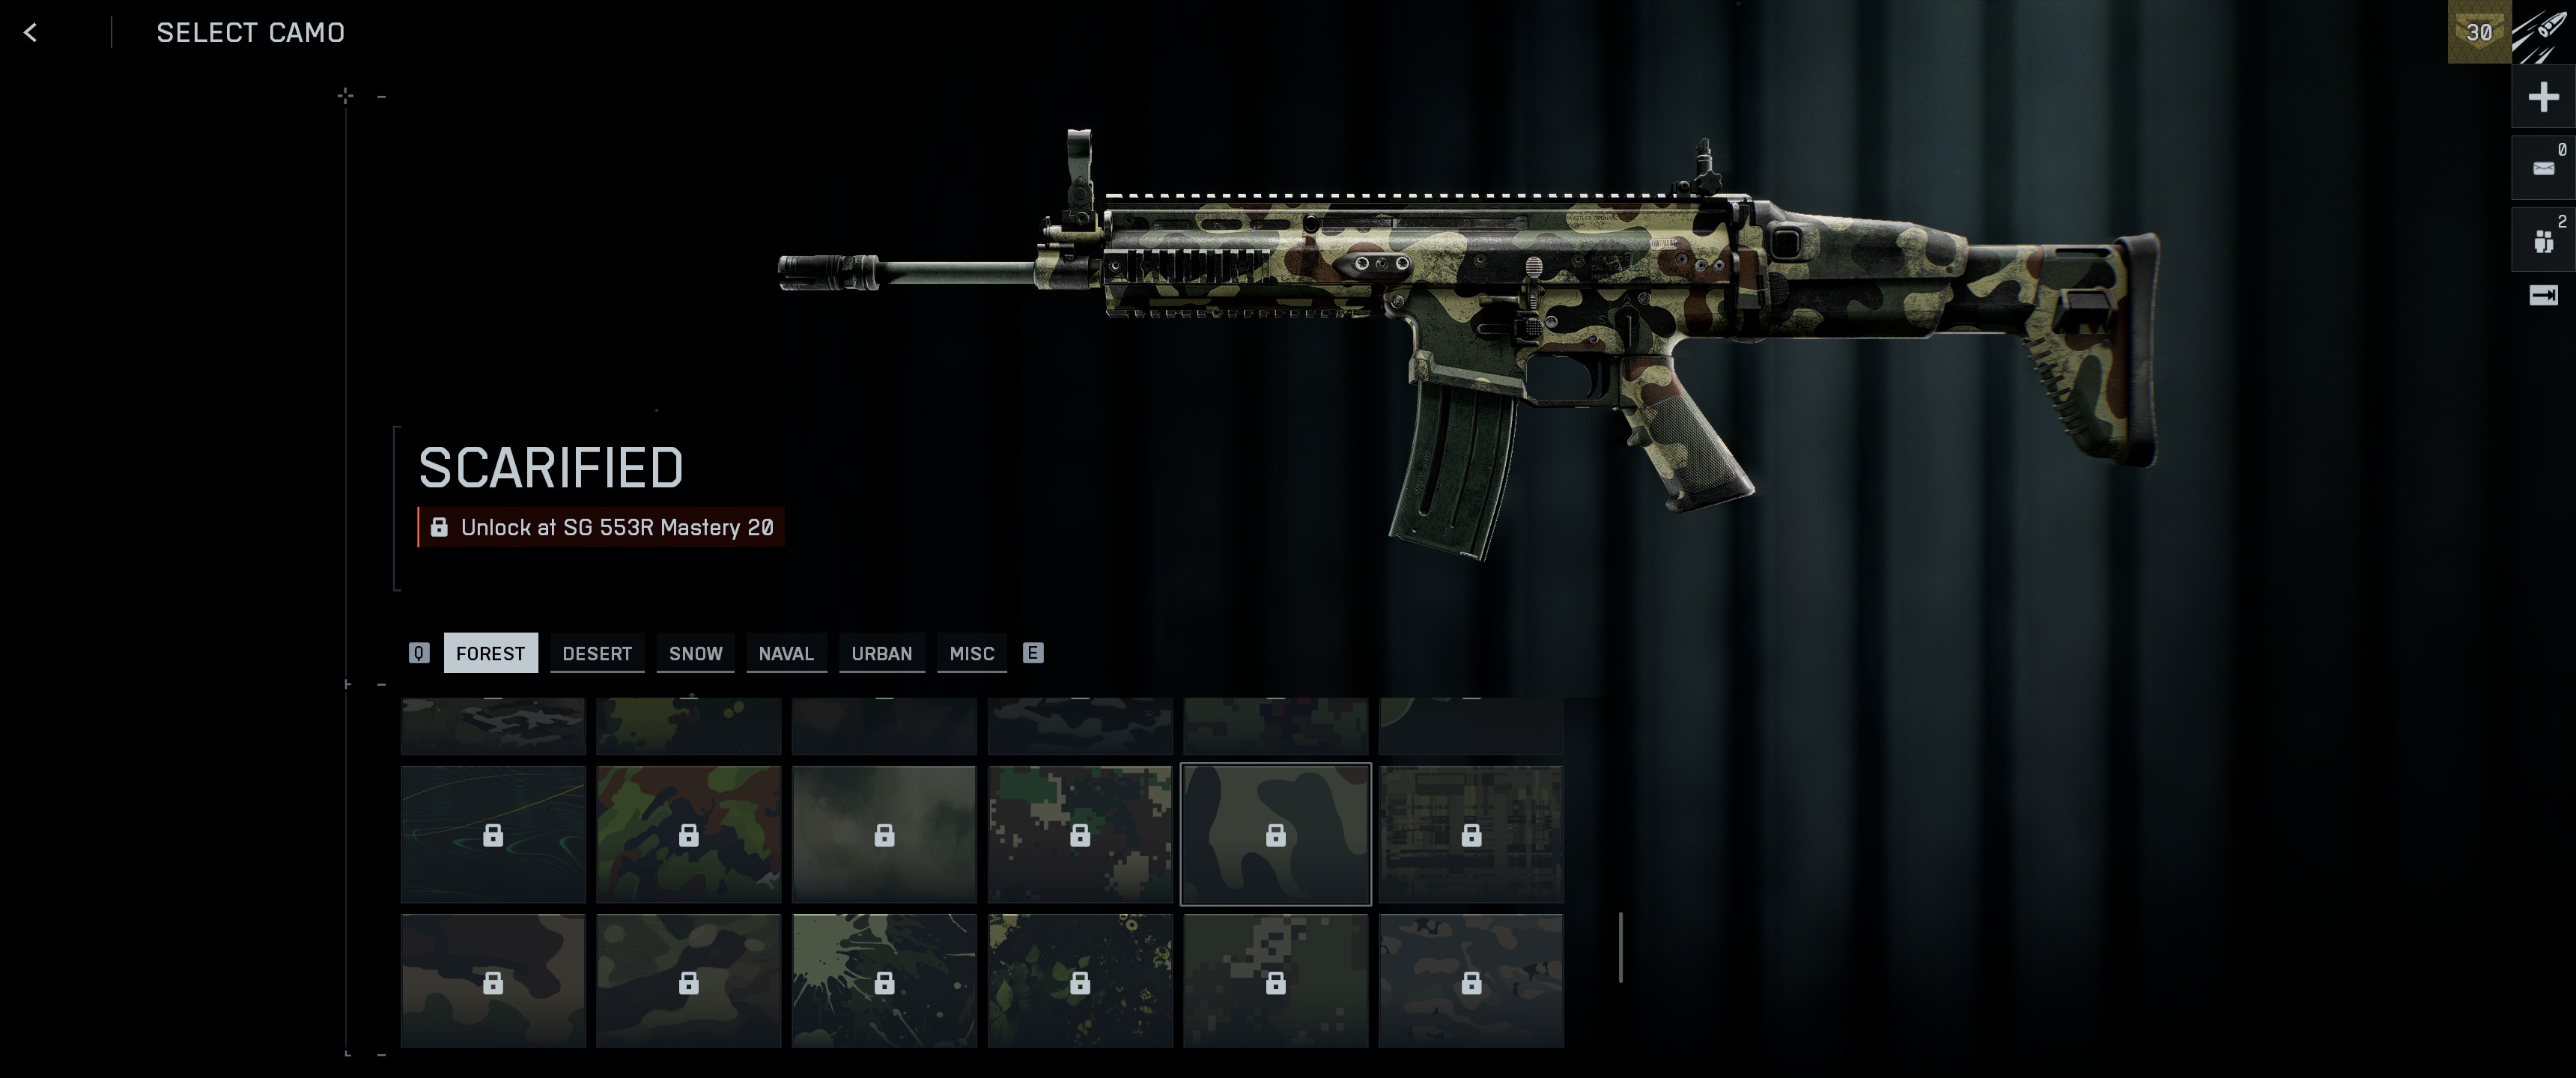 SELECT CAMO
30
0
2
SCARIFIED
Unlock at SG 553R Mastery 20
Q FOREST DESERT SNOW NAVAL URBAN MISC E